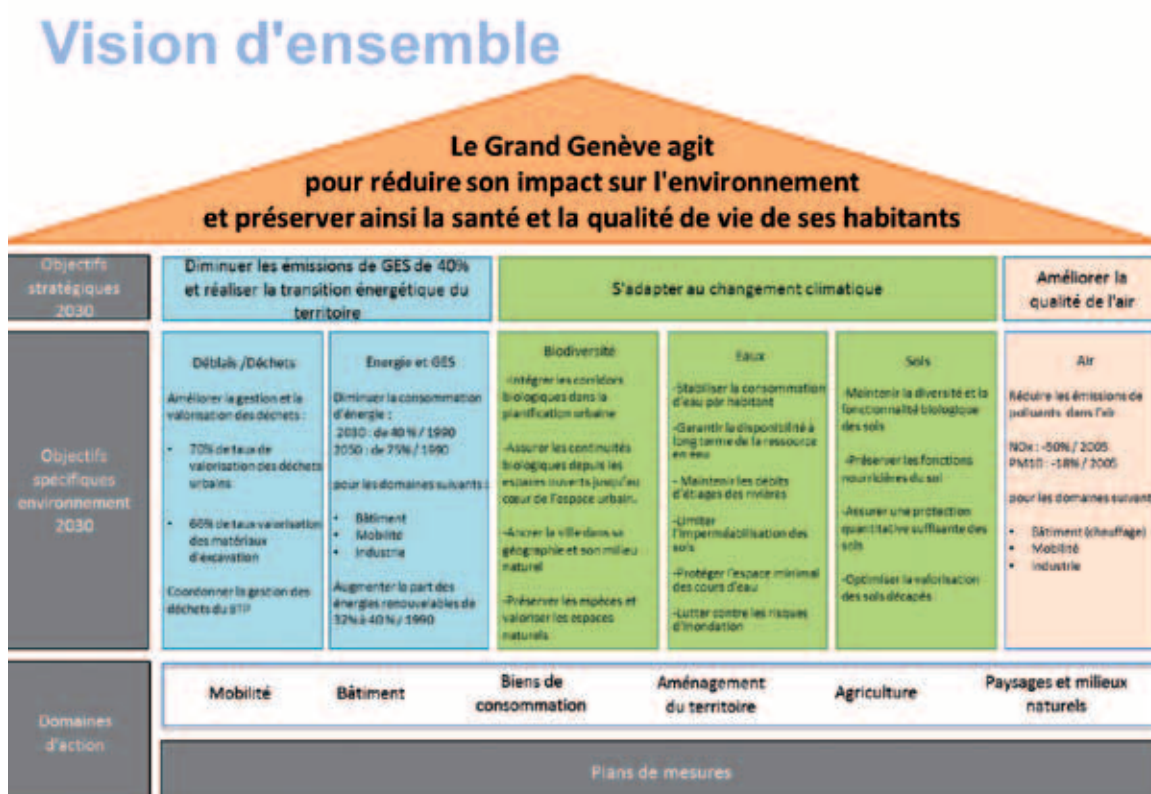 Vision d'ensemble
Le Grand Genève agit
pour réduire son impact sur l'environnement
et préserver ainsi la santé et la qualité de vie de ses habitants
Objectifs
stratégiques
2030
Diminuer les émissions de GES de 40%
et réaliser la transition énergétique du
territoire
S'adapter au changement climatique
Améliorer la
qualité de l'air
Objectifs
spécifiques
environnement
2030
Déblais /Déchets
Améliorer la gestion et la
valorisation des déchets :
• 70% de taux de
valorisation des déchets
urbains
• 66% de taux valorisation
des matériaux
d'excavation
Coordonner la gestion des
déchets du BTP
Energie et GES
Diminuer la consommation
d'énergie :
2030 : de 40 % / 1990
2050 : de 75% / 1990
pour les domaines suivants :
• Bâtiment
• Mobilité
• Industrie
Augmenter la part des
énergies renouvelables de
32% à 40 % / 1990
Biodiversité
-Intégrer les corridors
biologiques dans la
planification urbaine
-Assurer les continuités
biologiques depuis les
espaces ouverts jusqu'au
cœur de l'espace urbain.
-Ancrer la ville dans sa
géographie et son milieu
naturel
-Préserver les espèces et
valoriser les espaces
naturels
Eaux
-Stabiliser la consommation
d'eau par habitant
-Garantir la disponibilité à
long terme de la ressource
en eau
- Maintenir les débits
d'étiages des rivières
-Limiter
l'imperméabilisation des
sols
-Protéger l'espace minimal
des cours d'eau
-Lutter contre les risques
d'inondation
Sols
-Maintenir la diversité et la
fonctionnalité biologique
des sols
-Préserver les fonctions
nourricières du sol
-Assurer une protection
quantitative suffisante des
sols
-Optimiser la valorisation
des sols décapés
Air
Réduire les émissions de
polluants dans l'air
NOx : -50% / 2005
PM10 : -18% / 2005
pour les domaines suivant
• Bâtiment (chauffage)
• Mobilité
• Industrie
Domaines
d'action
Mobilité
Bâtiment
Biens de
consommation
Aménagement
du territoire
Agriculture
Paysages et milieux
naturels
Plans de mesures